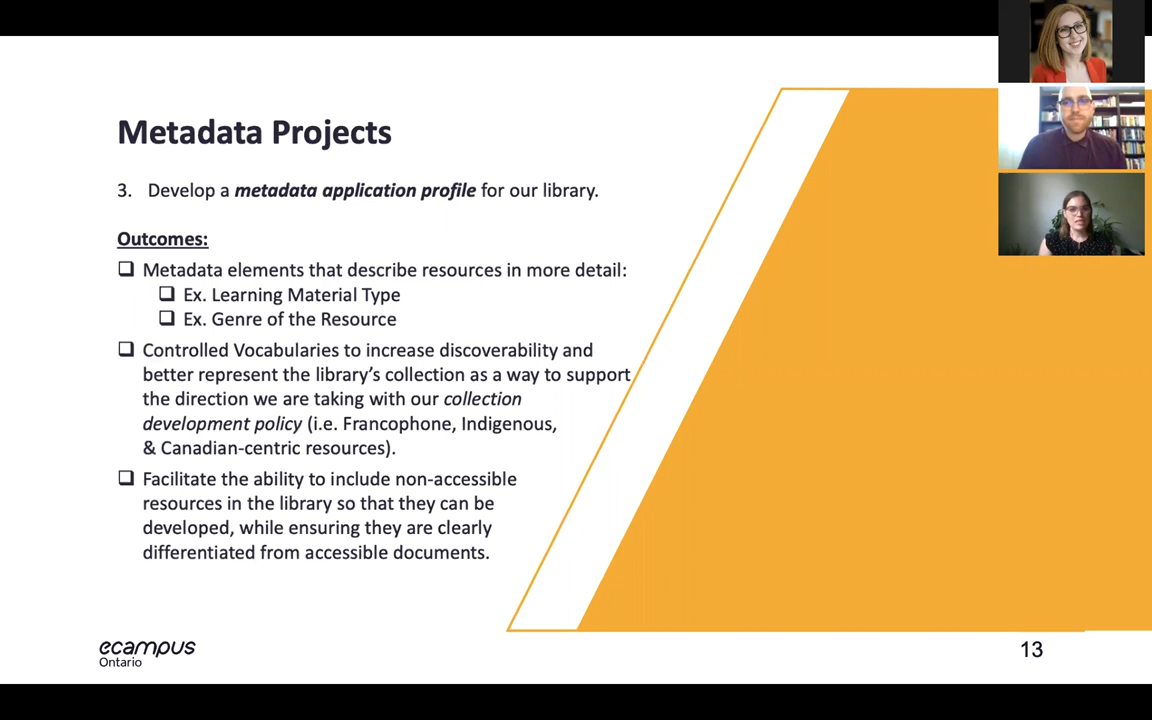 Metadata Projects
3. Develop a metadata application profile for our library.
Outcomes:
Metadata elements that describe resources in more detail:
Ex. Learning Material Type
Ex. Genre of the Resource
Controlled Vocabularies to increase discoverability and
better represent the library’s collection as a way to support
the direction we are taking with our collection
development policy (i.e. Francophone, Indigenous,
& Canadian-centric resources).
Facilitate the ability to include non-accessible
resources in the library so that they can be
developed, while ensuring they are clearly
differentiated from accessible documents.
ecampus
Ontario
13